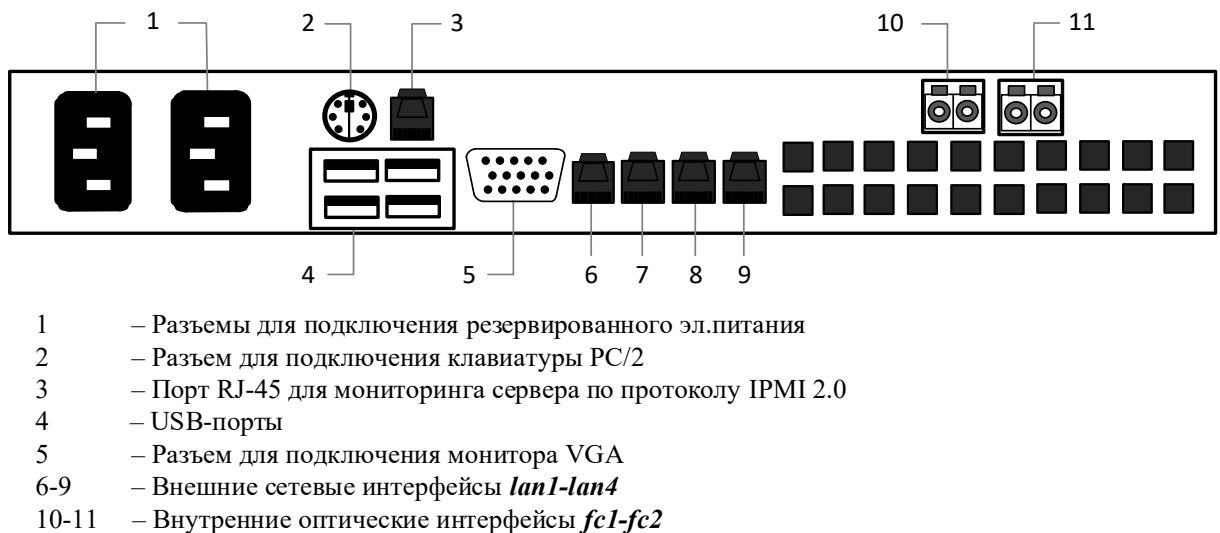 1 2 3 10 11
4 5 6 7 8 9
1 – Разъемы для подключения резервированного эл.питания
2 – Разъем для подключения клавиатуры PC/2
3 – Порт RJ-45 для мониторинга сервера по протоколу IPMI 2.0
4 – USB-порты
5 – Разъем для подключения монитора VGA
6-9 – Внешние сетевые интерфейсы lan1-lan4
10-11 – Внутренние оптические интерфейсы fc1-fc2